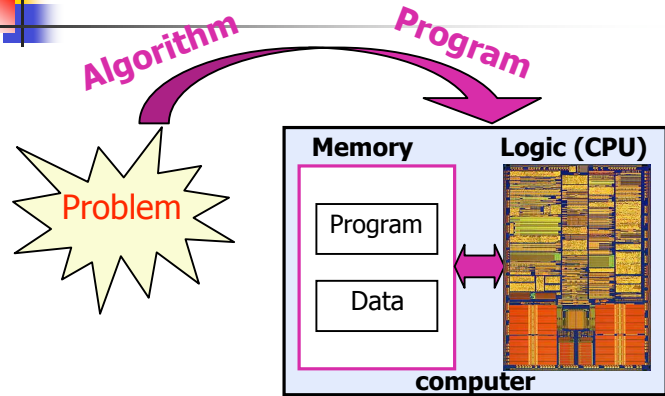 Algorithm
Program
Problem
Memory
Logic (CPU)
Program
Data
computer